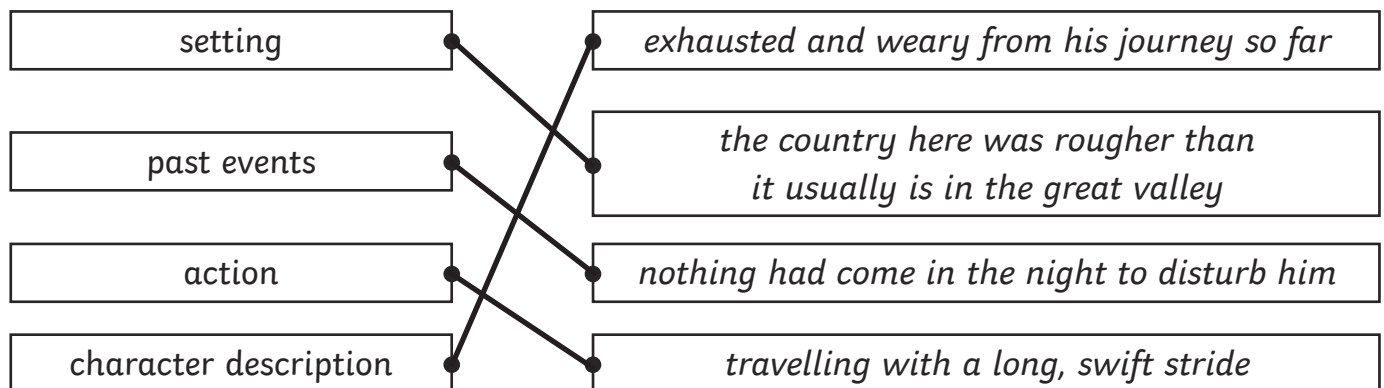 setting
exhausted and weary from his journey so far
past events
the country here was rougher than
it usually is in the great valley
action
nothing had come in the night to disturb him
character description
travelling with a long, swift stride